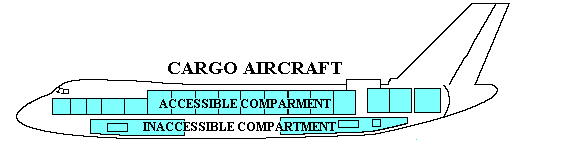 CARGO AIRCRAFT
ACCESSIBLE COMPARMENT
INACCESSIBLE COMPARTMENT